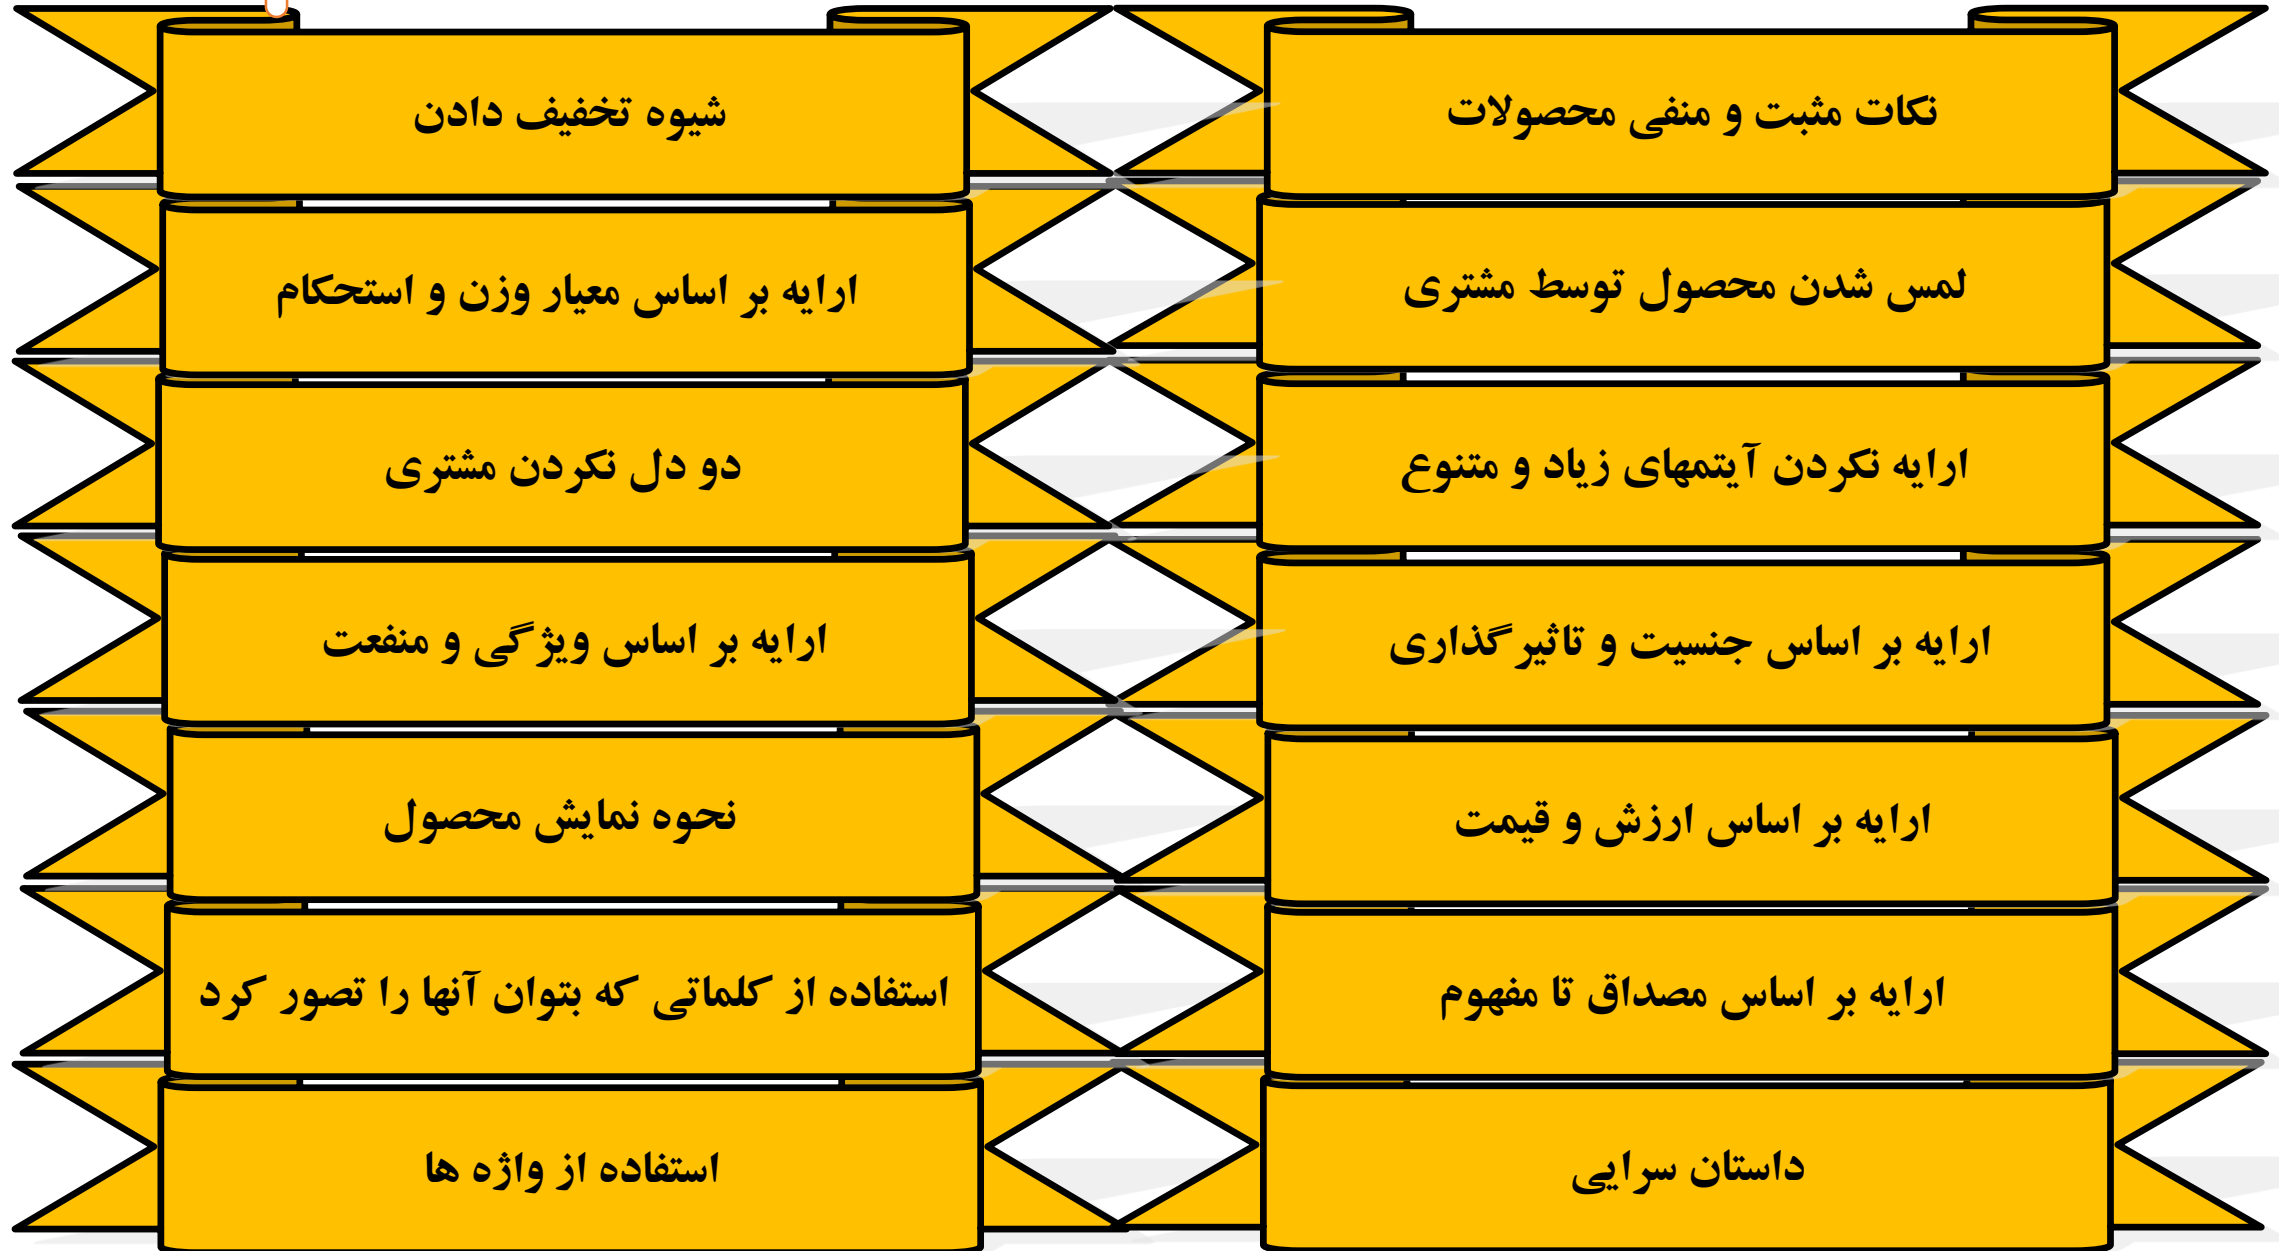 نکات مثبت و منفی محصولات
شیوه تخفیف دادن
لمس شدن محصول توسط مشتری
ارایه بر اساس معیار وزن و استحکام
ارایه نکردن آیتمهای زیاد و متنوع
دو دل نکردن مشتری
ارایه بر اساس جنسیت و تاثیرگذاری
ارایه بر اساس ویژگی و منفعت
ارایه بر اساس ارزش و قیمت
نحوه نمایش محصول
ارایه بر اساس مصداق تا مفهوم
استفاده از کلماتی که بتوان آنها را تصور کرد
داستان سرایی
استفاده از واژه ها